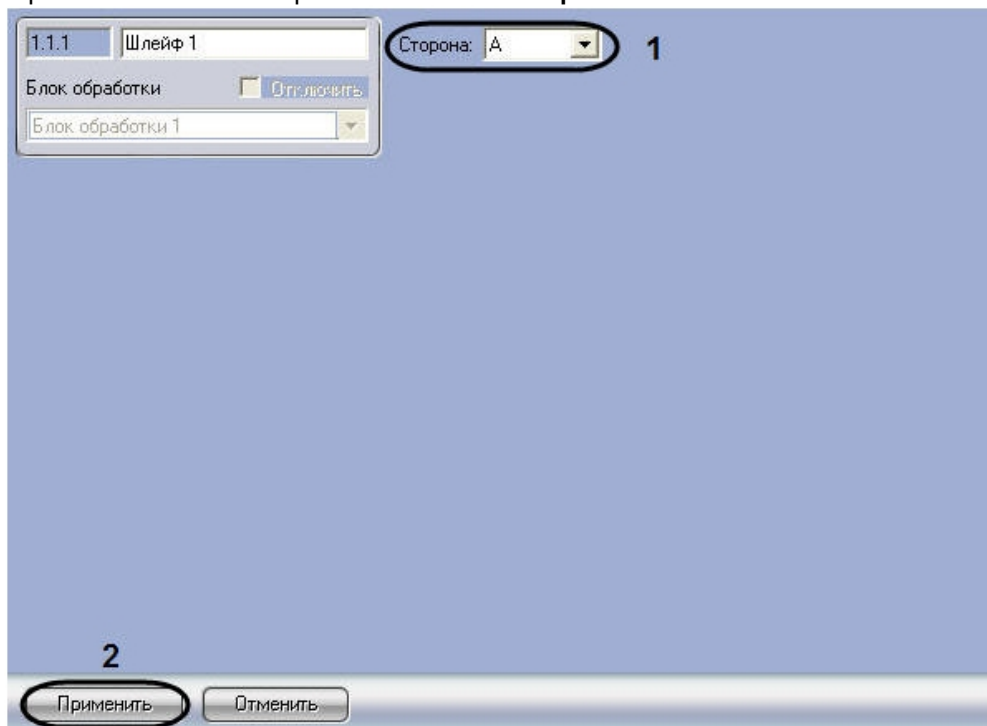 1.1.1 Шлейф 1 Сторона: А 1
Блок обработки Отключить
Блок обработки 1
2
Применить Отменить